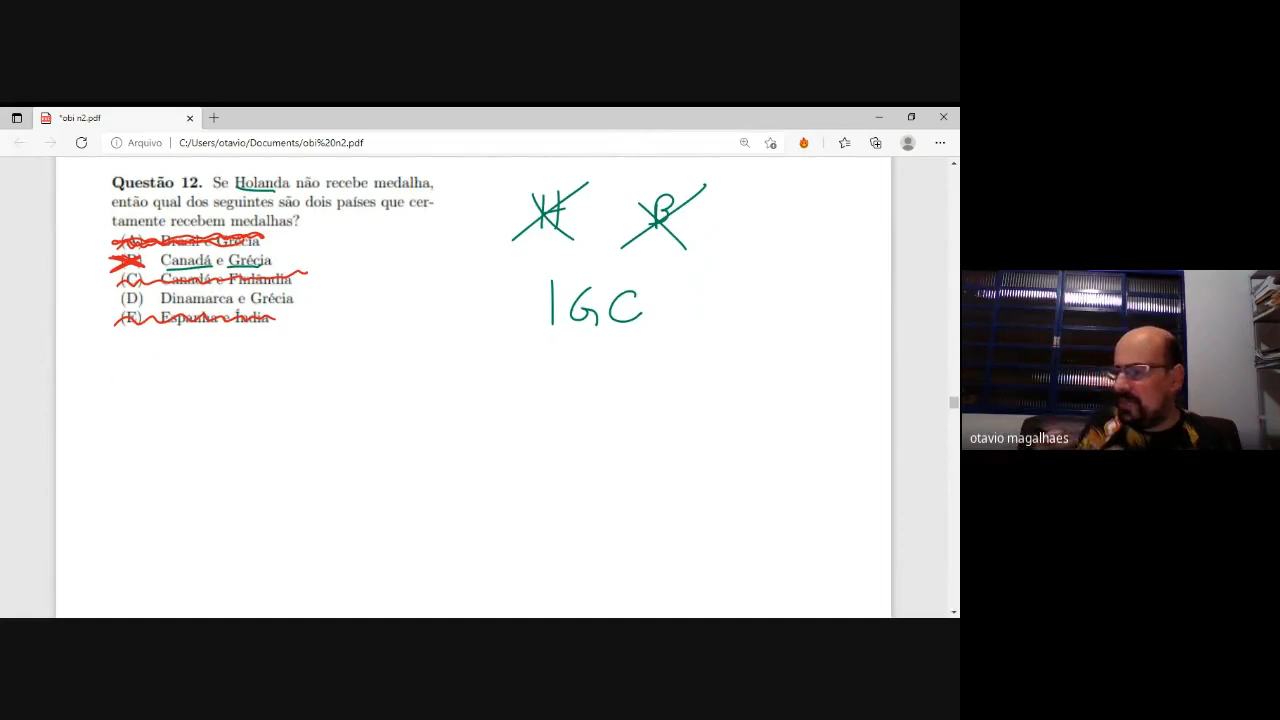 *obi n2.pdf
Arquivo
C:/Users/otavio/Documents/obi%20n2.pdf
Questão 12. Se Holanda não recebe medalha,
então qual dos seguintes são dois países que cer-
tamente recebem medalhas?
(A) Brasil e Grécia
(B) Canadá e Grécia
(C) Canadá e Finlândia
(D) Dinamarca e Grécia
(E) Espanha e Índia
H B
I G C
otavio magalhaes